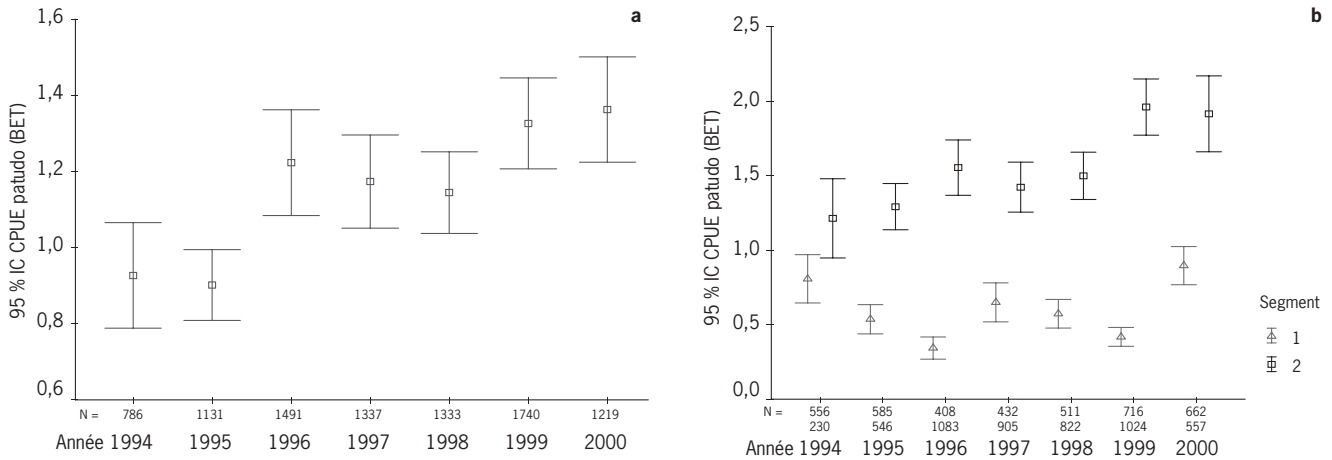 a
95 % IC CPUE patudo (BET)
1,6
1,4
1,2
1,0
0,8
0,6
N = 786 1131 1491 1337 1333 1740 1219
Année 1994 1995 1996 1997 1998 1999 2000
b
95 % IC CPUE patudo (BET)
2,5
2,0
1,5
1,0
0,5
0,0
N = 556 585 408 432 511 716 662
230 546 1083 905 822 1024 557
Année 1994 1995 1996 1997 1998 1999 2000
Segment
1
2